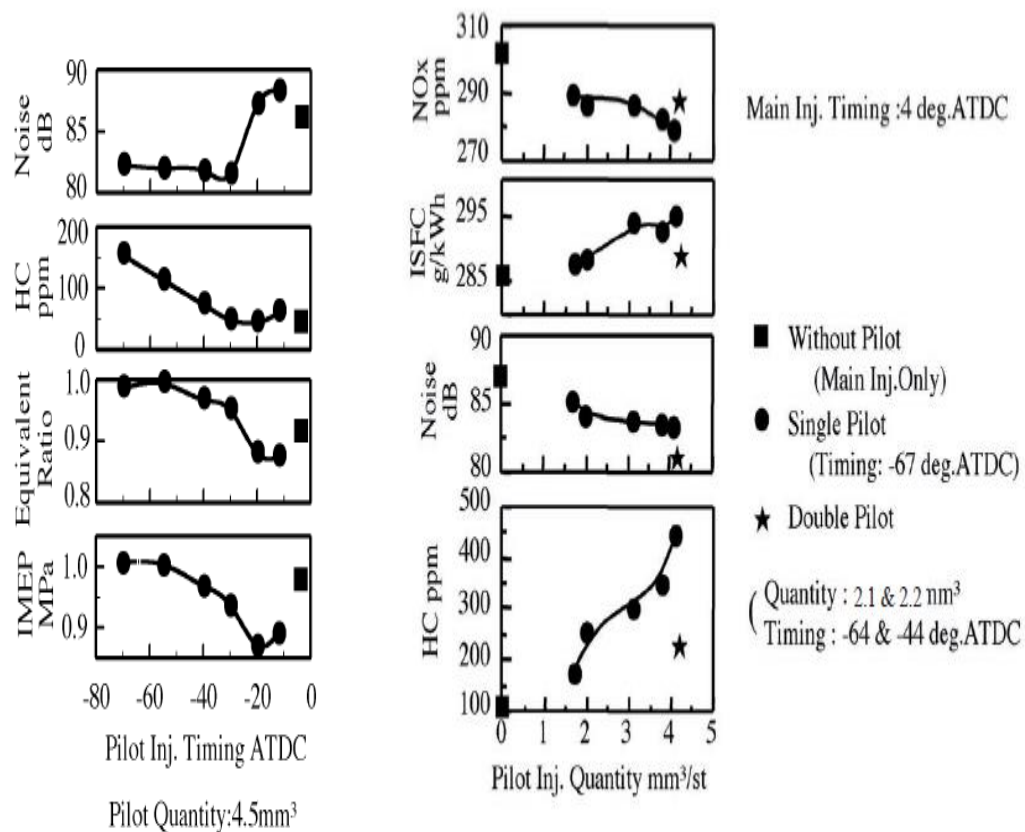 Noise
dB
90
85
80
HC
ppm
200
100
0
Equivalent
Ratio
1.0
0.9
0.8
IMEP
MPa
1.0
0.9
-80 -60 -40 -20 0
Pilot Inj. Timing ATDC
Pilot Quantity:4.5mm³
NOx
ppm
310
290
270
ISFC
g/kWh
295
285
Noise
dB
90
85
80
HC ppm
500
400
300
200
100
0 1 2 3 4 5
Pilot Inj. Quantity mm³/st
Main Inj. Timing :4 deg.ATDC
Without Pilot
(Main Inj.Only)
Single Pilot
(Timing: -67 deg.ATDC)
Double Pilot
(Quantity : 2.1 & 2.2 nm³
Timing : -64 & -44 deg.ATDC